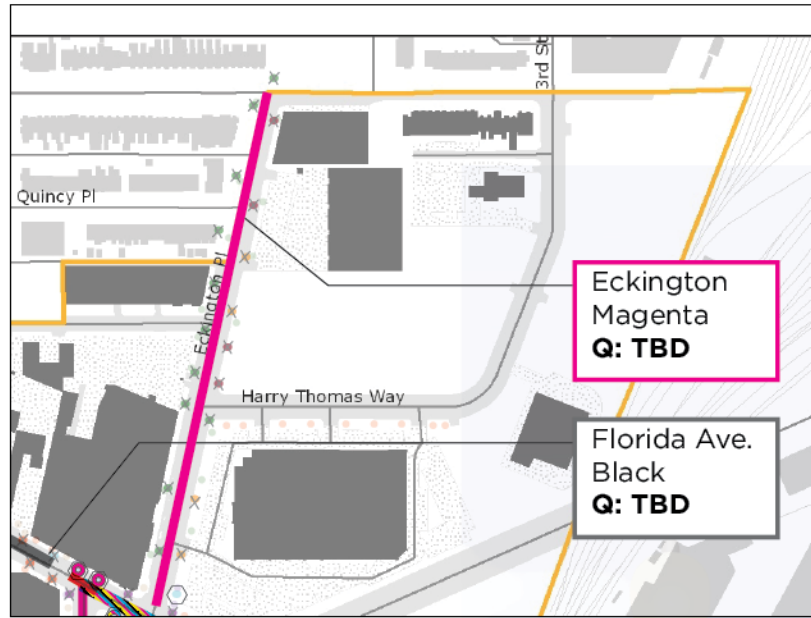 3rd St
Quincy Pl
Eckington Pl
Eckington
Magenta
Q: TBD
Harry Thomas Way
Florida Ave.
Black
Q: TBD